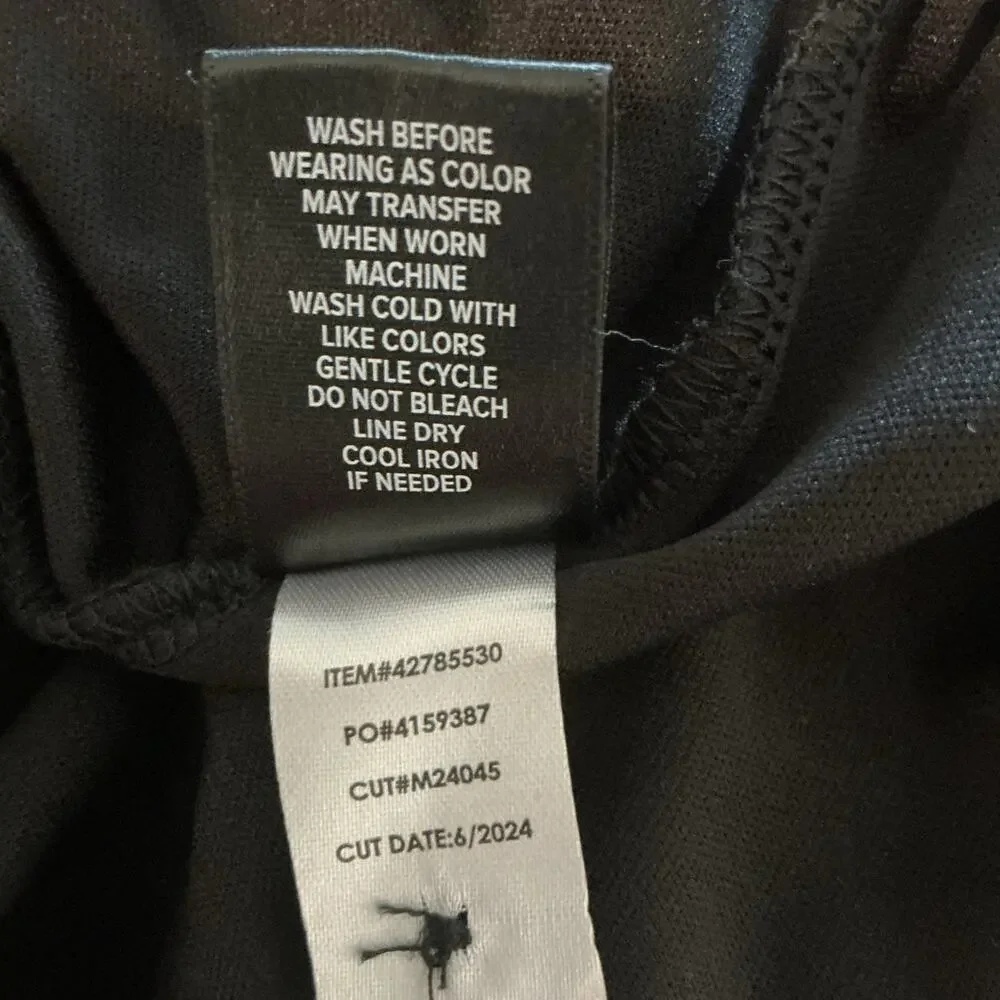 WASH BEFORE
WEARING AS COLOR
MAY TRANSFER
WHEN WORN
MACHINE
WASH COLD WITH
LIKE COLORS
GENTLE CYCLE
DO NOT BLEACH
LINE DRY
COOL IRON
IF NEEDED
ITEM#42785530
PO#4159387
CUT#M24045
CUT DATE:6/2024